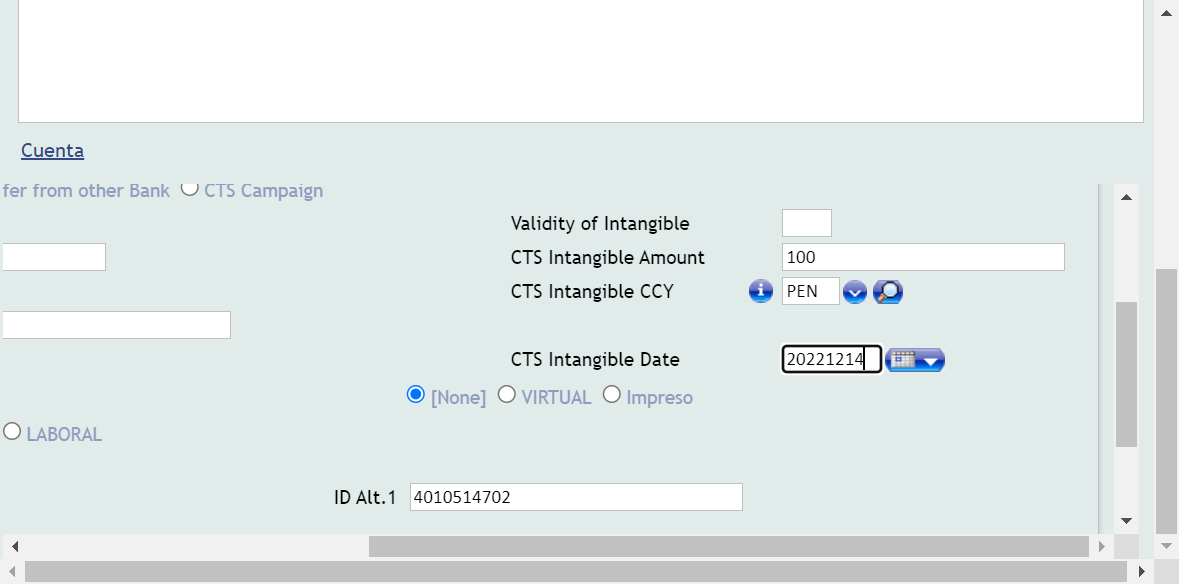 Cuenta
fer from other Bank CTS Campaign
Validity of Intangible
CTS Intangible Amount 100
CTS Intangible CCY PEN
CTS Intangible Date 20221214
[None] VIRTUAL Impreso
LABORAL
ID Alt.1 4010514702